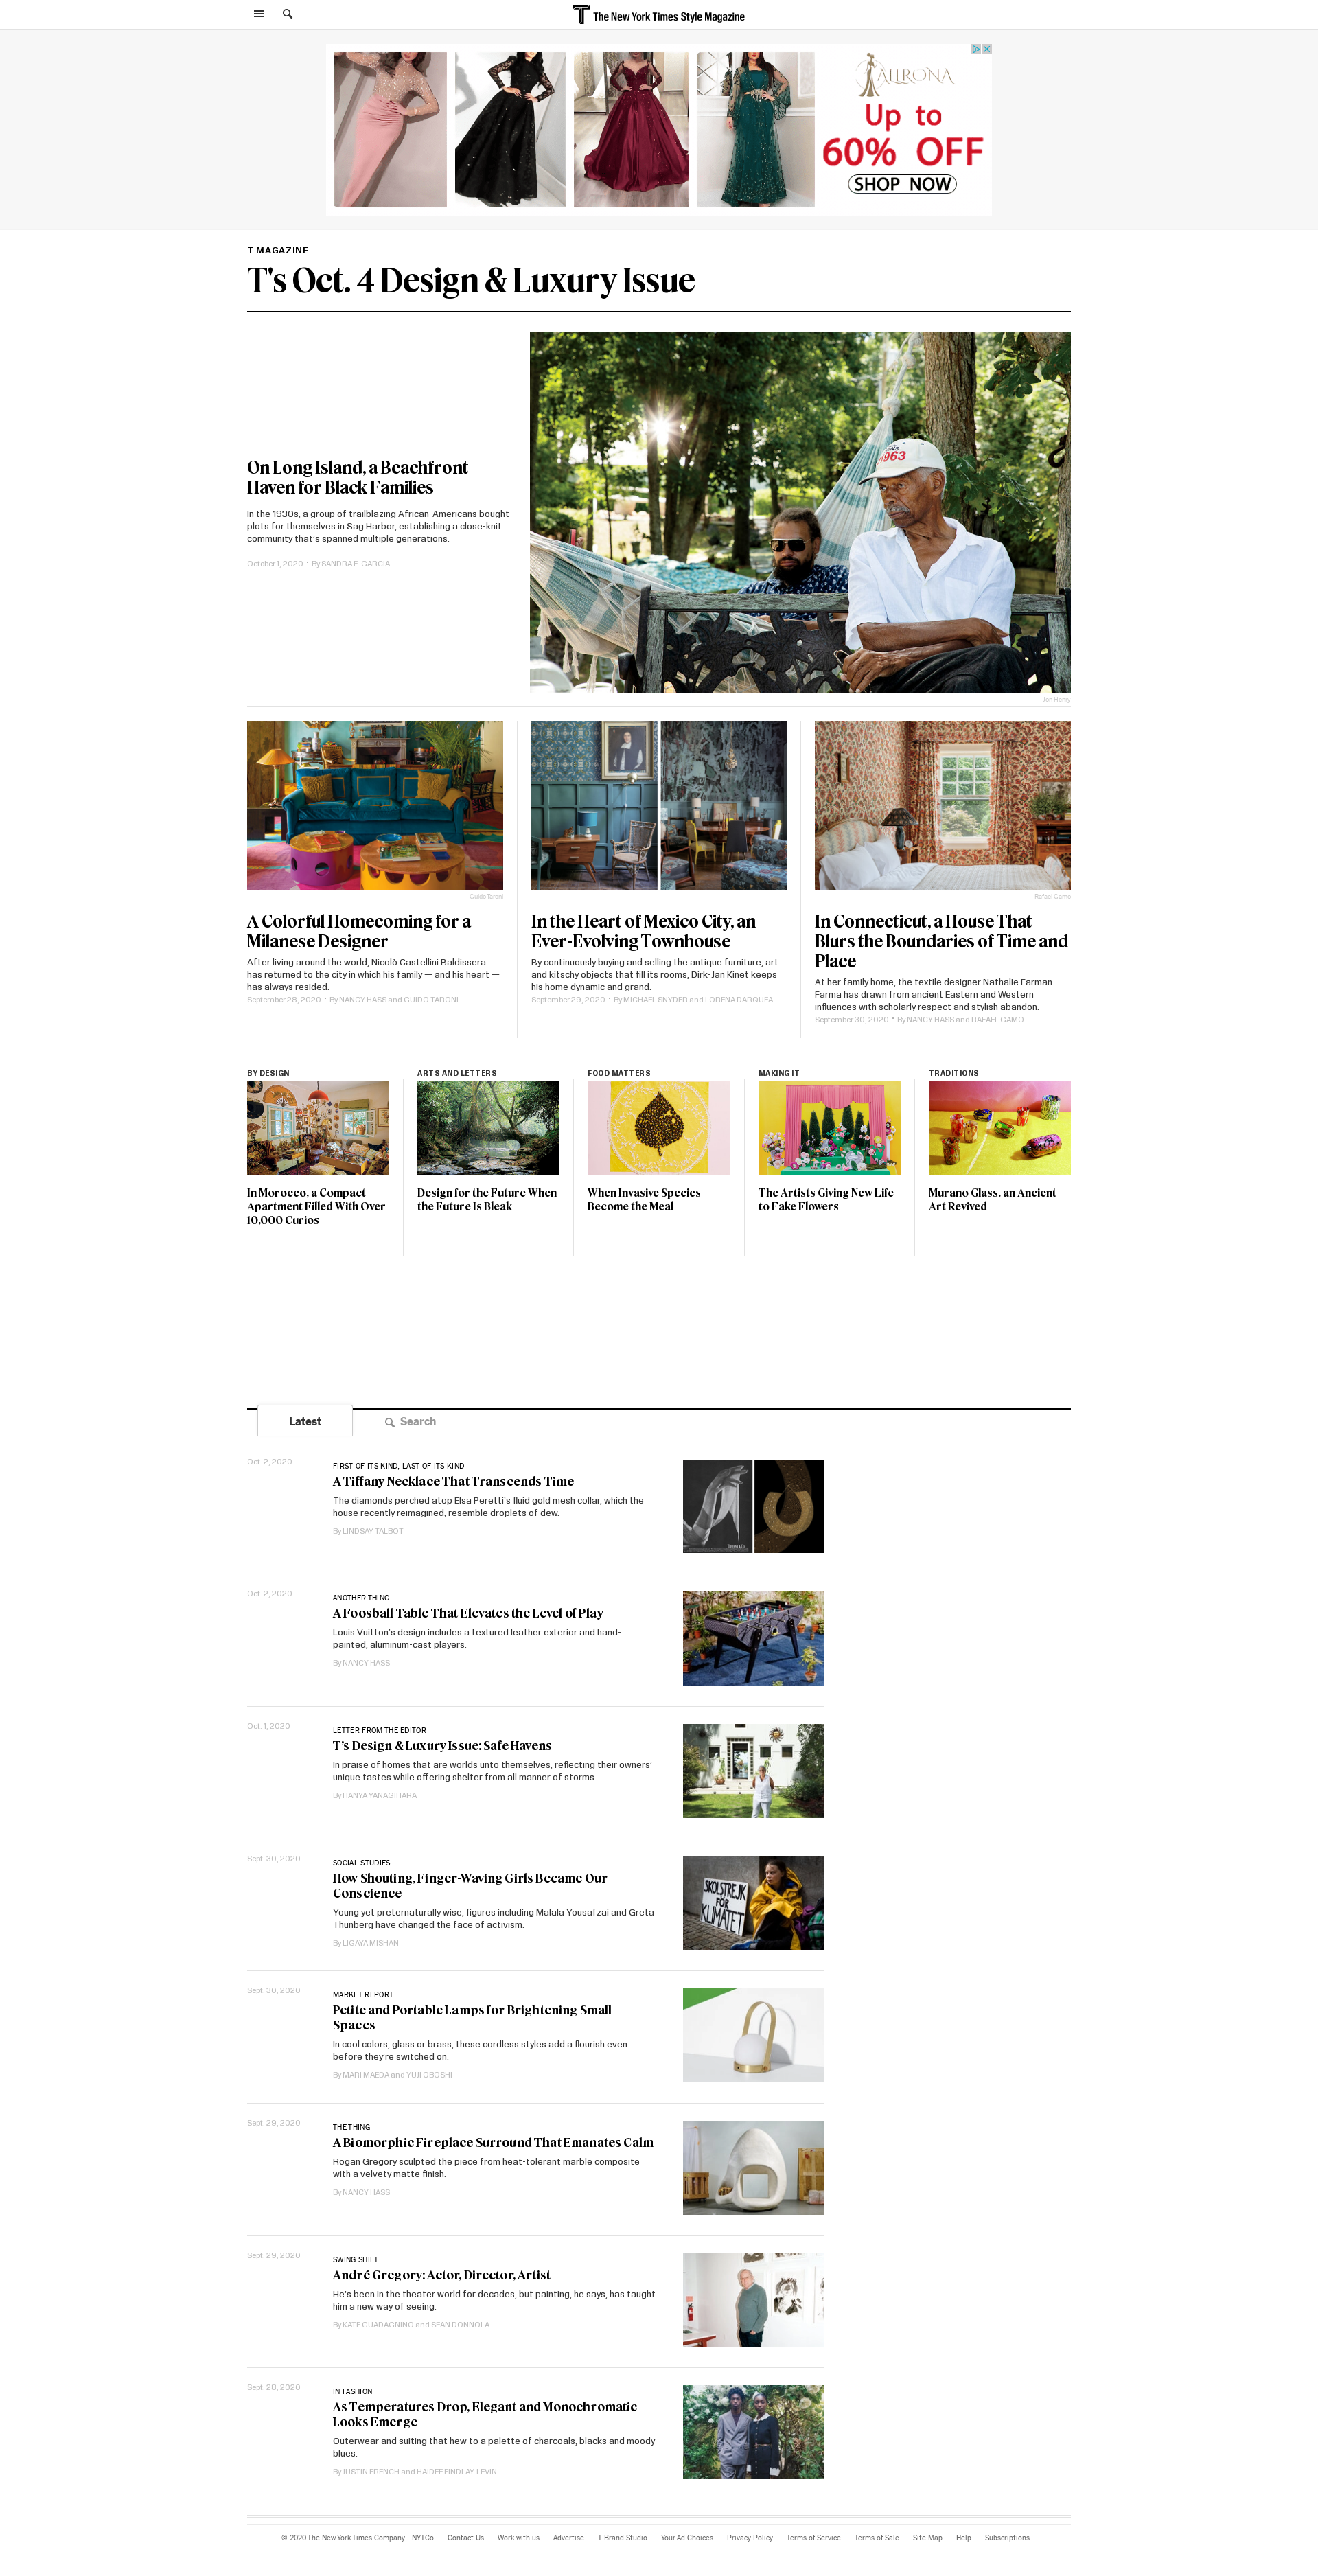 The New York Times Style Magazine
ALTRONA
Up to
60% OFF
SHOP NOW
T MAGAZINE
T's Oct. 4 Design & Luxury Issue
On Long Island, a Beachfront
Haven for Black Families
In the 1930s, a group of trailblazing African-Americans bought
plots for themselves in Sag Harbor, establishing a close-knit
community that's spanned multiple generations.
October 1, 2020 • By SANDRA E. GARCIA
1963
Jon Henry
Guido Taroni
A Colorful Homecoming for a
Milanese Designer
After living around the world, Nicolò Castellini Baldissera
has returned to the city in which his family — and his heart —
has always resided.
September 28, 2020 • By NANCY HASS and GUIDO TARONI
In the Heart of Mexico City, an
Ever-Evolving Townhouse
By continuously buying and selling the antique furniture, art
and kitschy objects that fill its rooms, Dirk-Jan Kinet keeps
his home dynamic and grand.
September 29, 2020 • By MICHAEL SNYDER and LORENA DARQUEA
Rafael Gamo
In Connecticut, a House That
Blurs the Boundaries of Time and
Place
At her family home, the textile designer Nathalie Farman-
Farma has drawn from ancient Eastern and Western
influences with scholarly respect and stylish abandon.
September 30, 2020 • By NANCY HASS and RAFAEL GAMO
BY DESIGN
In Morocco, a Compact
Apartment Filled With Over
10,000 Curios
ARTS AND LETTERS
Design for the Future When
the Future Is Bleak
FOOD MATTERS
When Invasive Species
Become the Meal
MAKING IT
The Artists Giving New Life
to Fake Flowers
TRADITIONS
Murano Glass, an Ancient
Art Revived
Latest
Search
Oct. 2, 2020
FIRST OF ITS KIND, LAST OF ITS KIND
A Tiffany Necklace That Transcends Time
The diamonds perched atop Elsa Peretti's fluid gold mesh collar, which the
house recently reimagined, resemble droplets of dew.
By LINDSAY TALBOT
Oct. 2, 2020
ANOTHER THING
A Foosball Table That Elevates the Level of Play
Louis Vuitton's design includes a textured leather exterior and hand-
painted, aluminum-cast players.
By NANCY HASS
Oct. 1, 2020
LETTER FROM THE EDITOR
T's Design & Luxury Issue: Safe Havens
In praise of homes that are worlds unto themselves, reflecting their owners'
unique tastes while offering shelter from all manner of storms.
By HANYA YANAGIHARA
Sept. 30, 2020
SOCIAL STUDIES
How Shouting, Finger-Waving Girls Became Our
Conscience
Young yet preternaturally wise, figures including Malala Yousafzai and Greta
Thunberg have changed the face of activism.
By LIGAYA MISHAN
SKOLSTREJK
FÖR
KLIMATET
Sept. 30, 2020
MARKET REPORT
Petite and Portable Lamps for Brightening Small
Spaces
In cool colors, glass or brass, these cordless styles add a flourish even
before they're switched on.
By MARI MAEDA and YUJI OBOSHI
Sept. 29, 2020
THE THING
A Biomorphic Fireplace Surround That Emanates Calm
Rogan Gregory sculpted the piece from heat-tolerant marble composite
with a velvety matte finish.
By NANCY HASS
Sept. 29, 2020
SWING SHIFT
André Gregory: Actor, Director, Artist
He's been in the theater world for decades, but painting, he says, has taught
him a new way of seeing.
By KATE GUADAGNINO and SEAN DONNOLA
Sept. 28, 2020
IN FASHION
As Temperatures Drop, Elegant and Monochromatic
Looks Emerge
Outerwear and suiting that hew to a palette of charcoals, blacks and moody
blues.
By JUSTIN FRENCH and HAIDEE FINDLAY-LEVIN
© 2020 The New York Times Company NYTCo Contact Us Work with us Advertise T Brand Studio Your Ad Choices Privacy Policy Terms of Service Terms of Sale Site Map Help Subscriptions